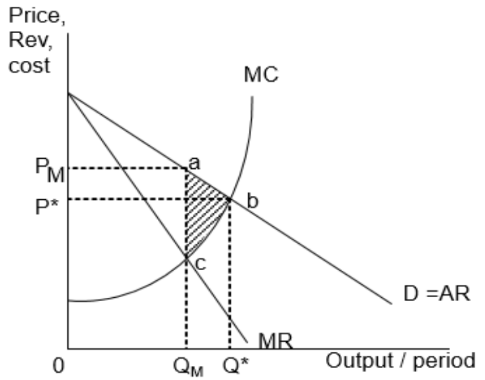 Price,
Rev,
cost
MC
PM
a
P*
b
c
D =AR
MR
0
QM
Q*
Output / period